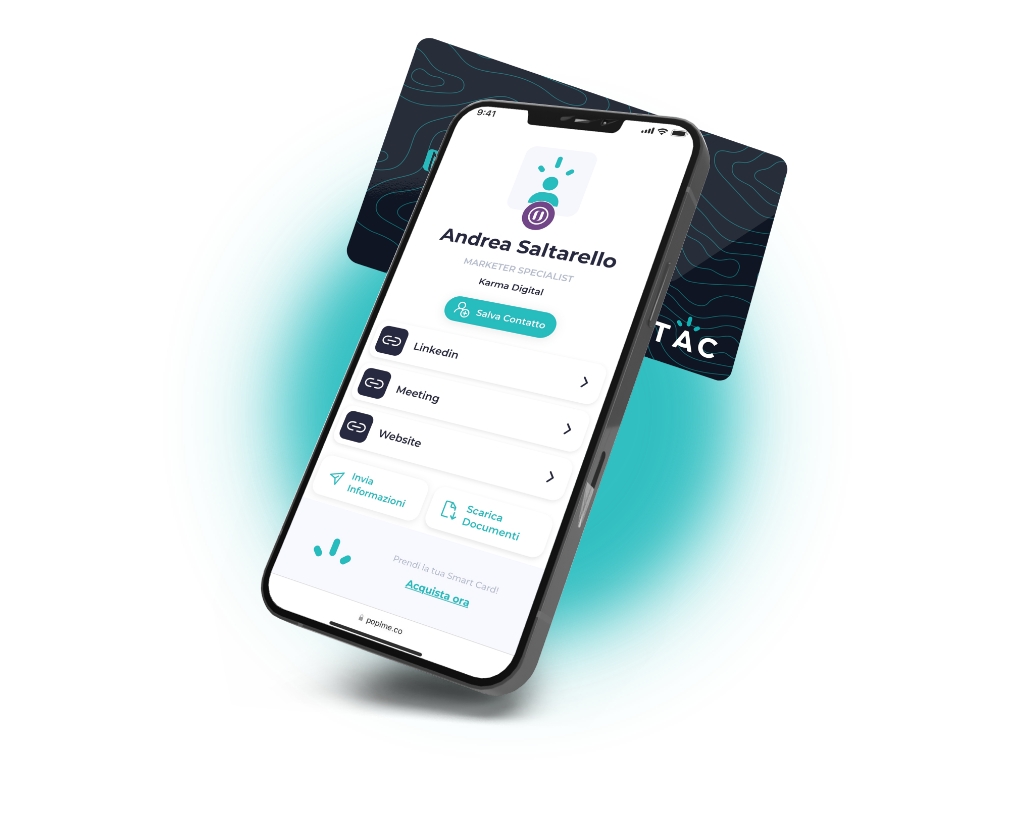 9:41
Andrea Saltarello
MARKETER SPECIALIST
Karma Digital
Salva Contatto
Linkedin
Meeting
Website
Invia
Informazioni
Scarica
Documenti
Prendi la tua Smart Card!
Acquista ora
popime.co
TAC